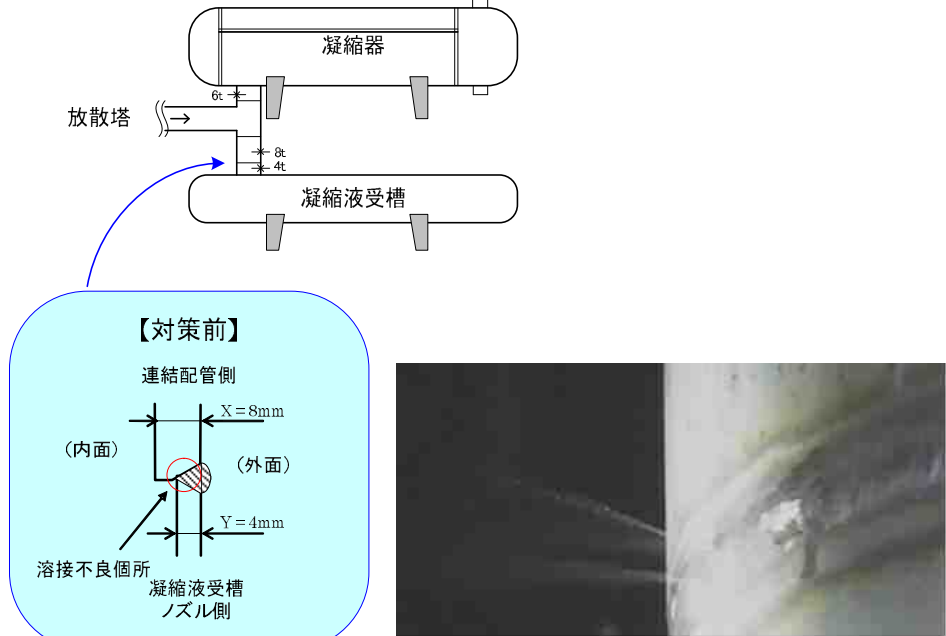 凝縮器
6t
放散塔
8t
4t
凝縮液受槽
【対策前】
連結配管側
X=8mm
(内面)
(外面)
Y=4mm
溶接不良個所
凝縮液受槽
ノズル側